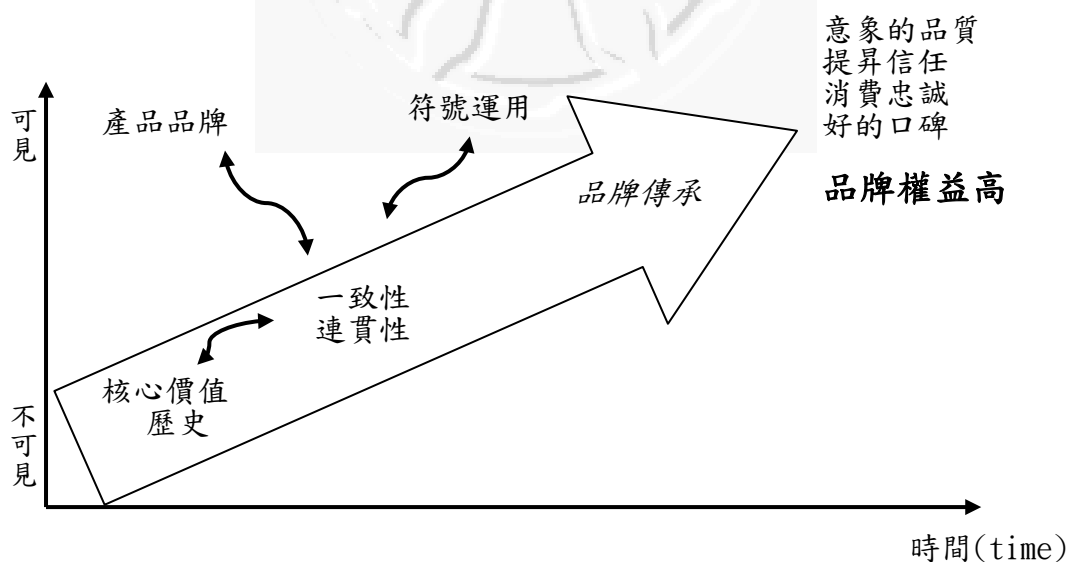 意象的品質
提昇信任
消費忠誠
好的口碑
品牌權益高
可見
產品品牌
符號運用
品牌傳承
一致性
連貫性
核心價值
歷史
不可見
時間(time)